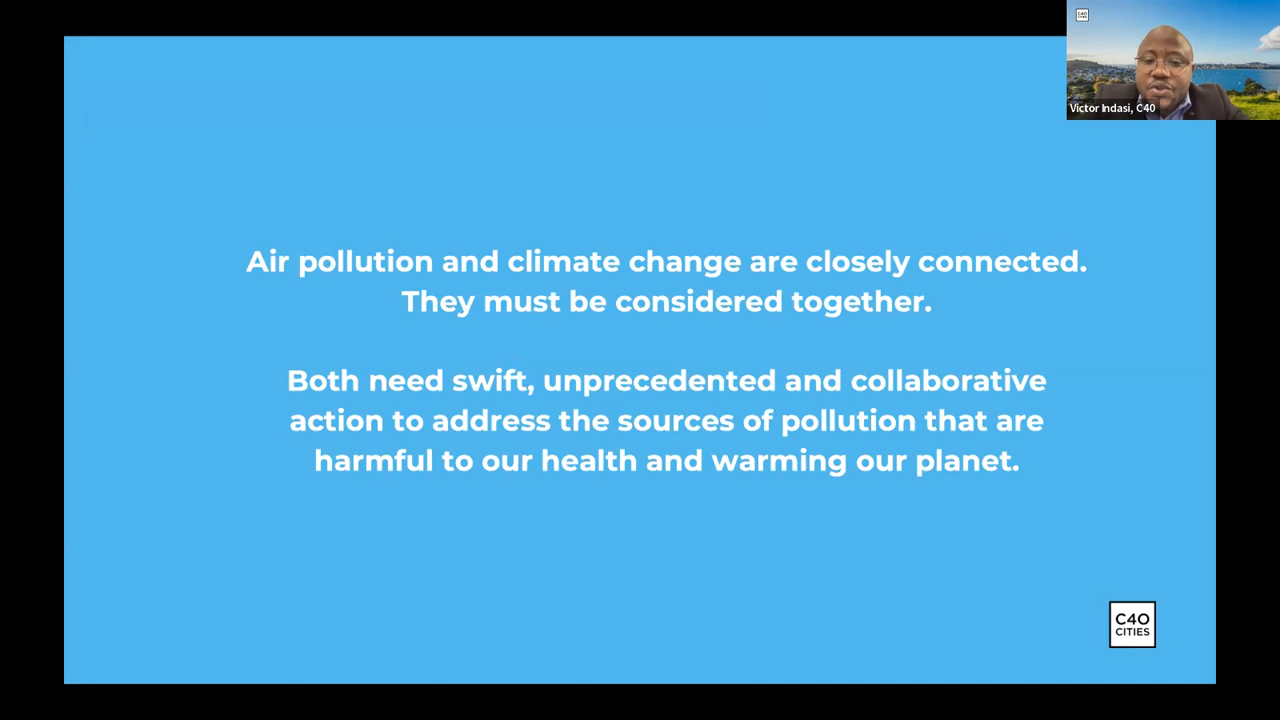 C40
CITIES
Victor Indasi, C40
Air pollution and climate change are closely connected.
They must be considered together.
Both need swift, unprecedented and collaborative
action to address the sources of pollution that are
harmful to our health and warming our planet.
C40
CITIES